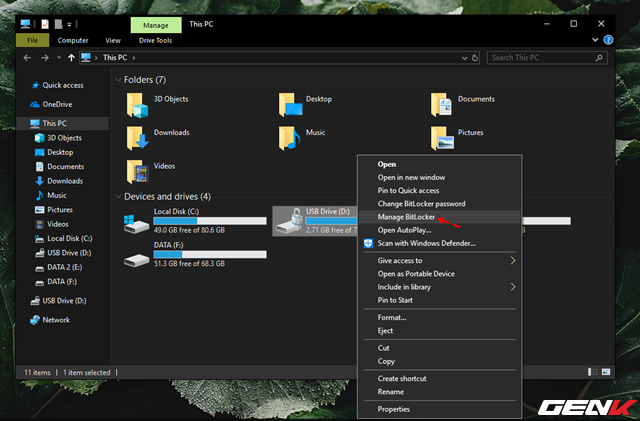 Manage
This PC
File
Computer
View
Drive Tools
This PC
Search This PC
Quick access
OneDrive
This PC
3D Objects
Desktop
Documents
Downloads
Music
Pictures
Videos
Local Disk (C:)
USB Drive (D:)
DATA 2 (E:)
DATA (F:)
USB Drive (D:)
Network
Folders (7)
3D Objects
Desktop
Documents
Downloads
Music
Pictures
Videos
Devices and drives (4)
Local Disk (C:)
49.0 GB free of 80.6 GB
USB Drive (D:)
2.71 GB free of 7
DATA (F:)
51.3 GB free of 68.3 GB
Open
Open in new window
Pin to Quick access
Change BitLocker password
Manage BitLocker
Open AutoPlay...
Scan with Windows Defender...
Give access to
Open as Portable Device
Include in library
Pin to Start
Format...
Eject
Cut
Copy
Create shortcut
Rename
Properties
11 items
1 item selected
GENK